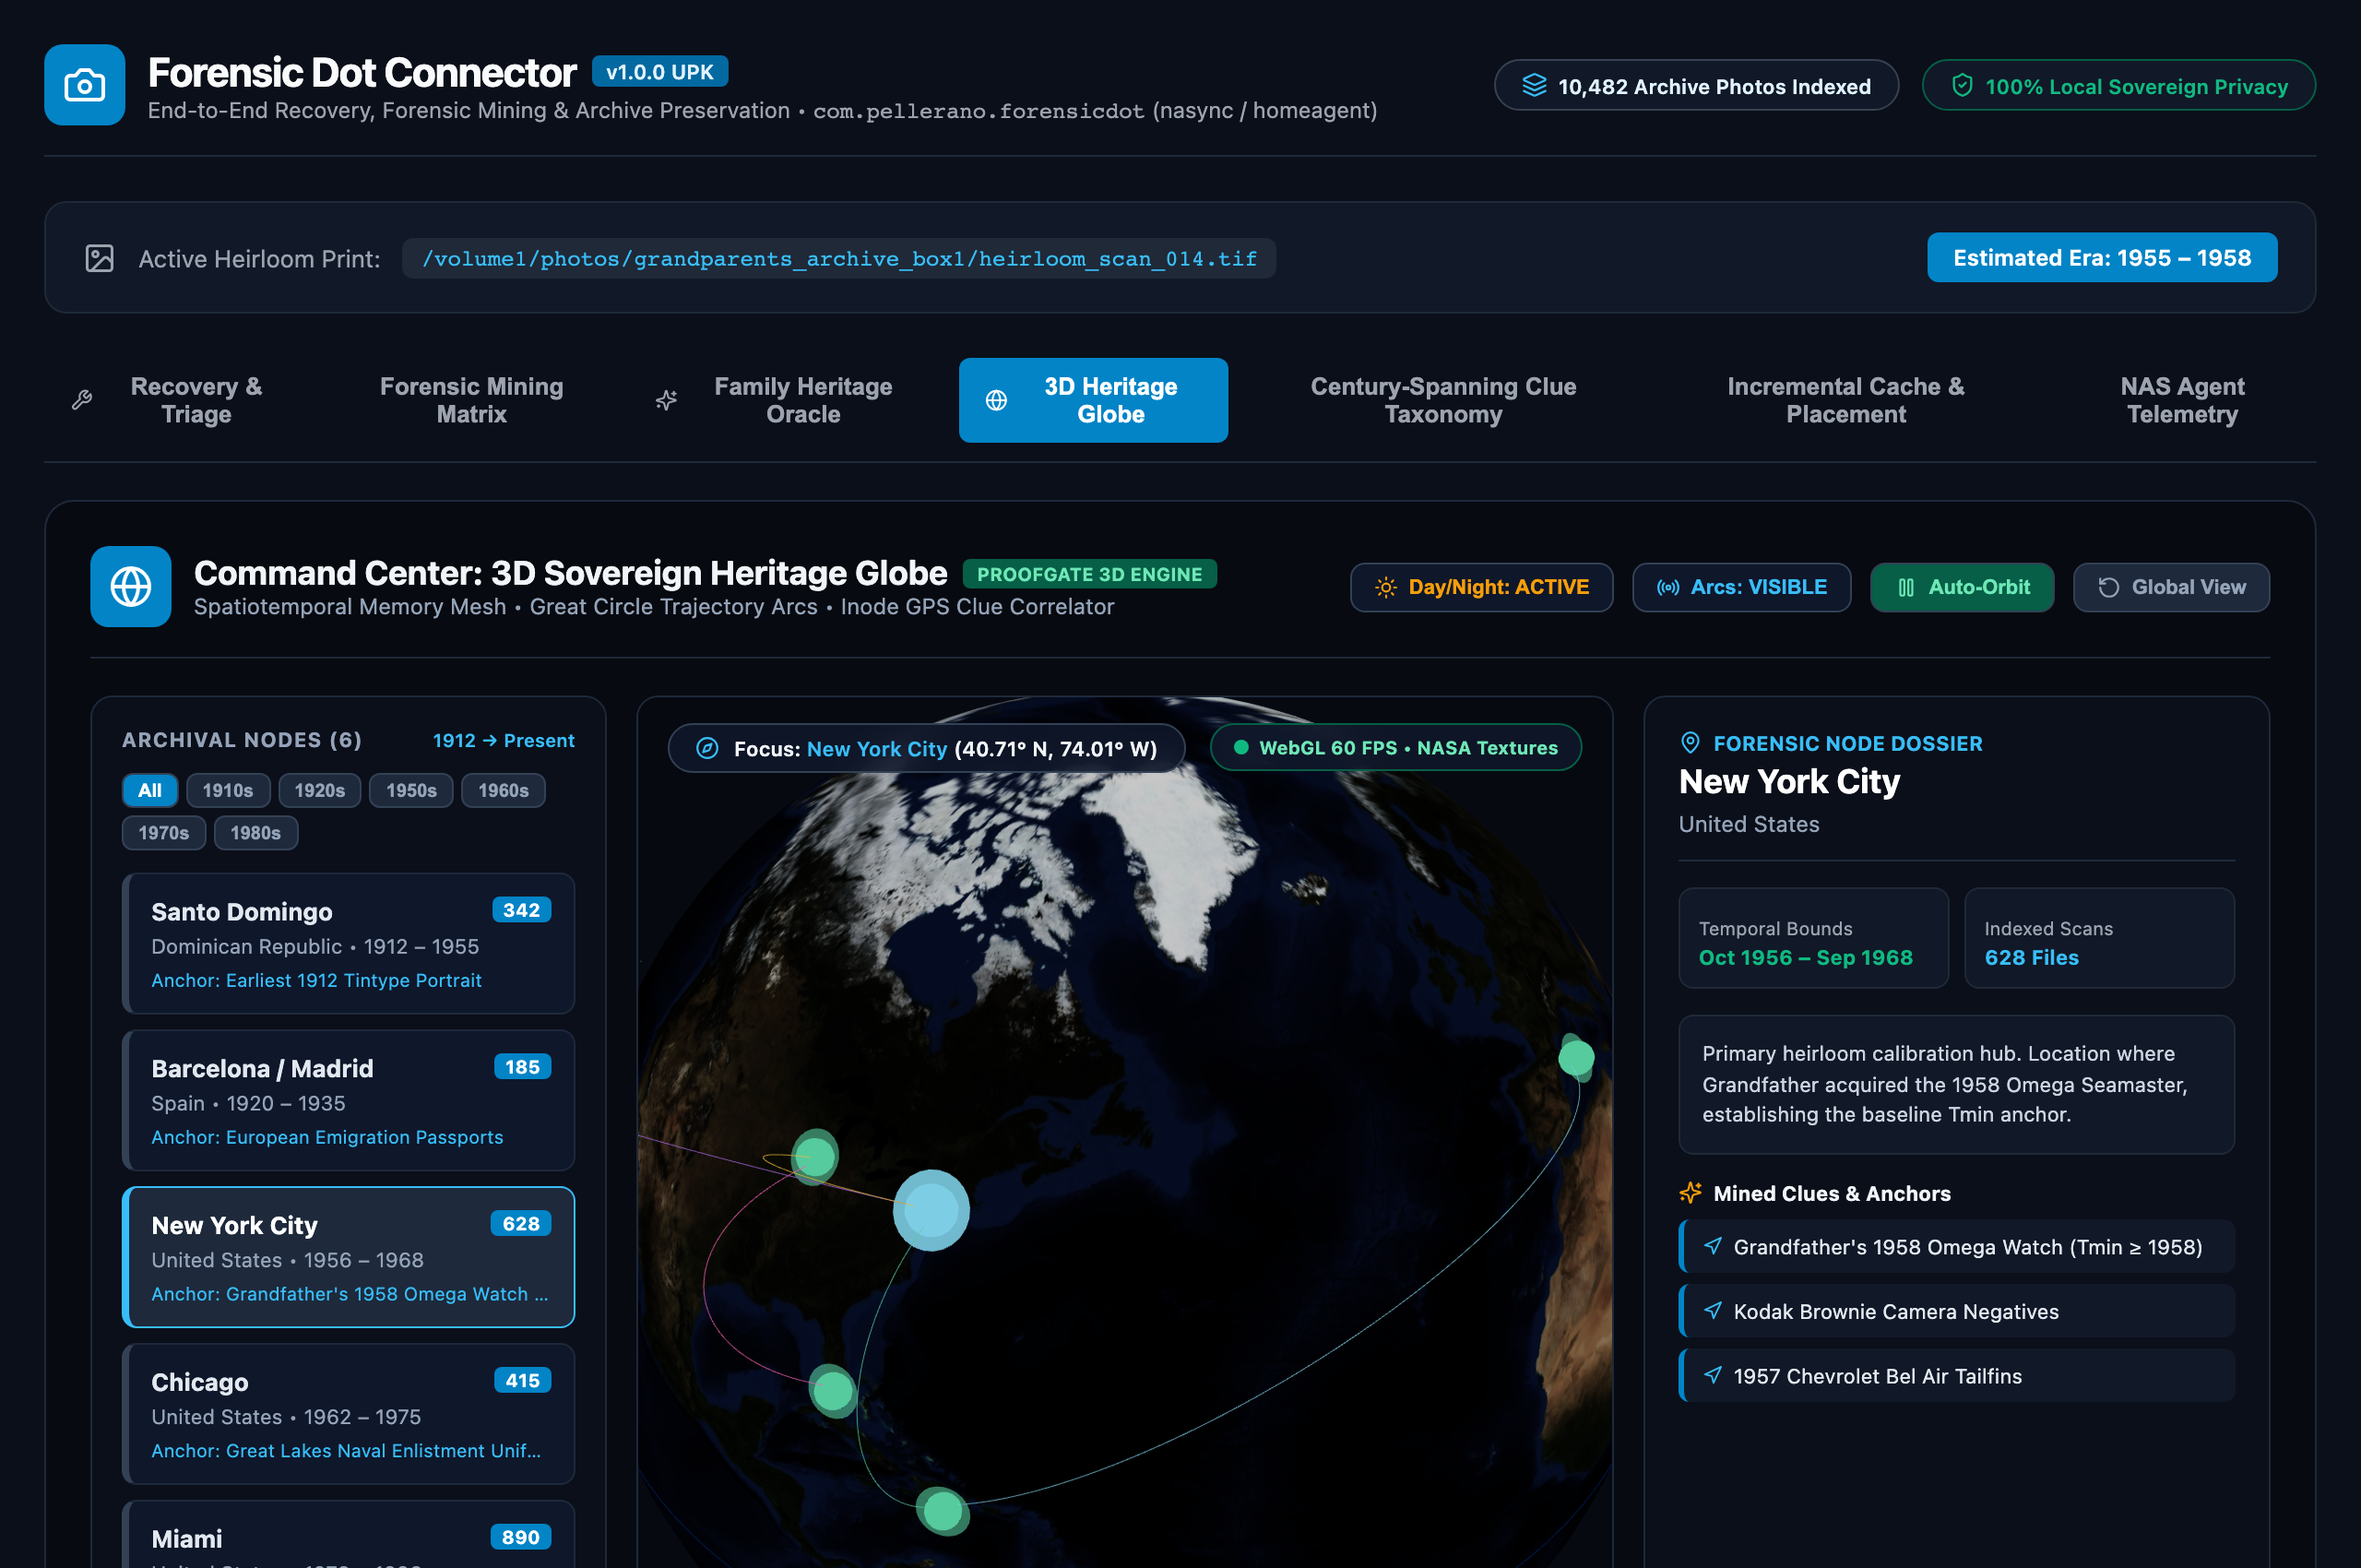 Forensic Dot Connector v1.0.0 UPK
End-to-End Recovery, Forensic Mining & Archive Preservation • com.pellerano.forensicdot (nasync / homeagent)
10,482 Archive Photos Indexed
100% Local Sovereign Privacy
Active Heirloom Print: /volume1/photos/grandparents_archive_box1/heirloom_scan_014.tif
Estimated Era: 1955 – 1958
Recovery &
Triage
Forensic Mining
Matrix
Family Heritage
Oracle
3D Heritage
Globe
Century-Spanning Clue
Taxonomy
Incremental Cache &
Placement
NAS Agent
Telemetry
Command Center: 3D Sovereign Heritage Globe PROOFGATE 3D ENGINE
Spatiotemporal Memory Mesh • Great Circle Trajectory Arcs • Inode GPS Clue Correlator
Day/Night: ACTIVE
Arcs: VISIBLE
Auto-Orbit
Global View
ARCHIVAL NODES (6) 1912 → Present
All 1910s 1920s 1950s 1960s
1970s 1980s
Santo Domingo 342
Dominican Republic • 1912 – 1955
Anchor: Earliest 1912 Tintype Portrait
Barcelona / Madrid 185
Spain • 1920 – 1935
Anchor: European Emigration Passports
New York City 628
United States • 1956 – 1968
Anchor: Grandfather's 1958 Omega Watch ...
Chicago 415
United States • 1962 – 1975
Anchor: Great Lakes Naval Enlistment Unif...
Miami 890
Focus: New York City (40.71° N, 74.01° W)
WebGL 60 FPS • NASA Textures
FORENSIC NODE DOSSIER
New York City
United States
Temporal Bounds
Oct 1956 – Sep 1968
Indexed Scans
628 Files
Primary heirloom calibration hub. Location where
Grandfather acquired the 1958 Omega Seamaster,
establishing the baseline Tmin anchor.
Mined Clues & Anchors
Grandfather's 1958 Omega Watch (Tmin ≥ 1958)
Kodak Brownie Camera Negatives
1957 Chevrolet Bel Air Tailfins